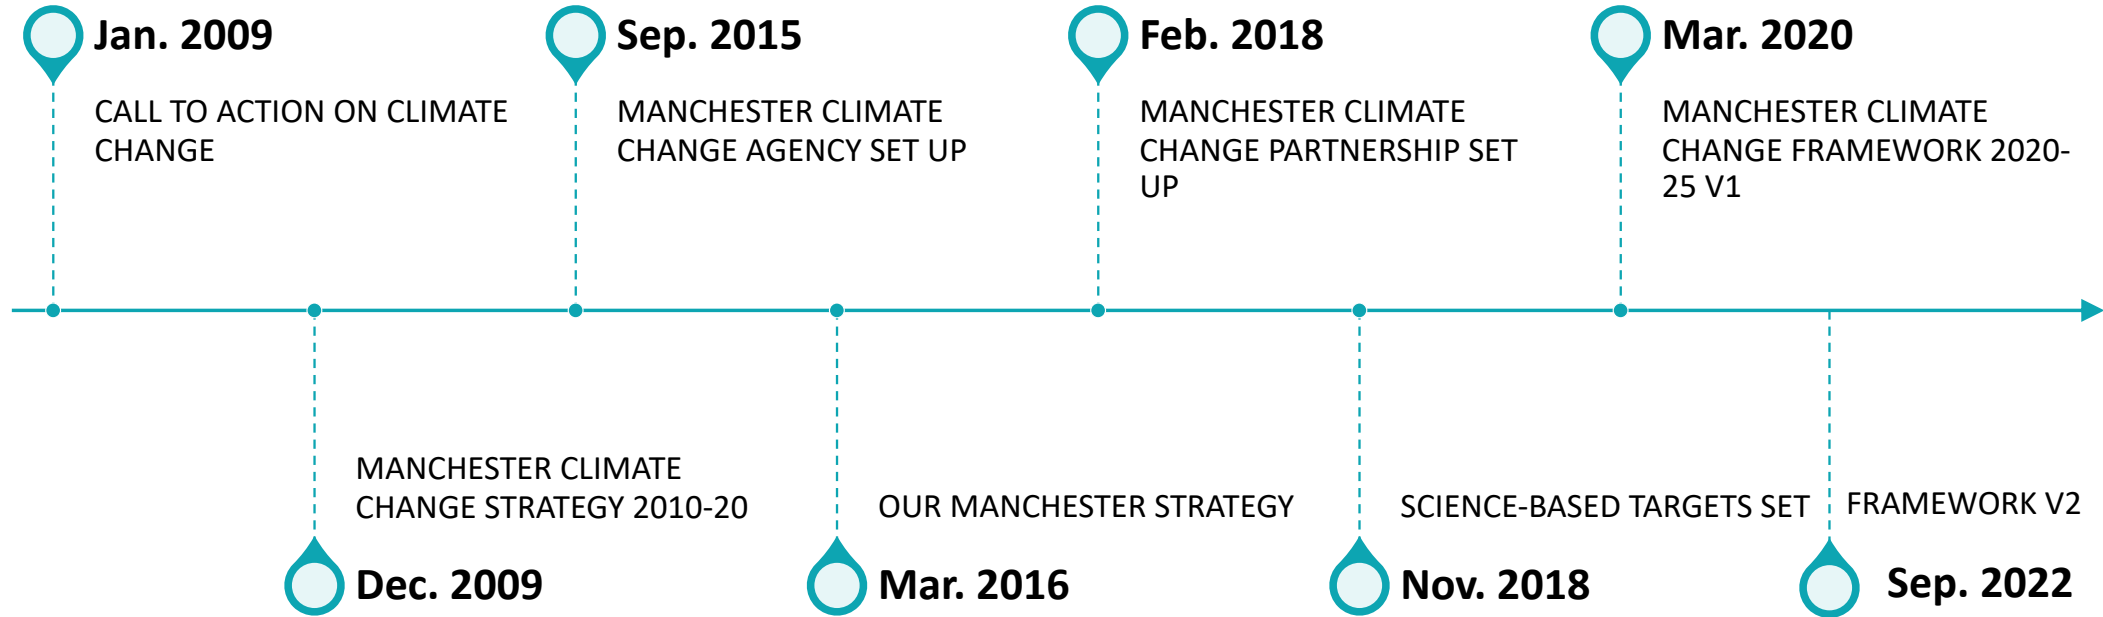 Jan. 2009
CALL TO ACTION ON CLIMATE
CHANGE
Sep. 2015
MANCHESTER CLIMATE
CHANGE AGENCY SET UP
Feb. 2018
MANCHESTER CLIMATE
CHANGE PARTNERSHIP SET
UP
Mar. 2020
MANCHESTER CLIMATE
CHANGE FRAMEWORK 2020-
25 V1
MANCHESTER CLIMATE
CHANGE STRATEGY 2010-20
Dec. 2009
OUR MANCHESTER STRATEGY
Mar. 2016
SCIENCE-BASED TARGETS SET
Nov. 2018
FRAMEWORK V2
Sep. 2022